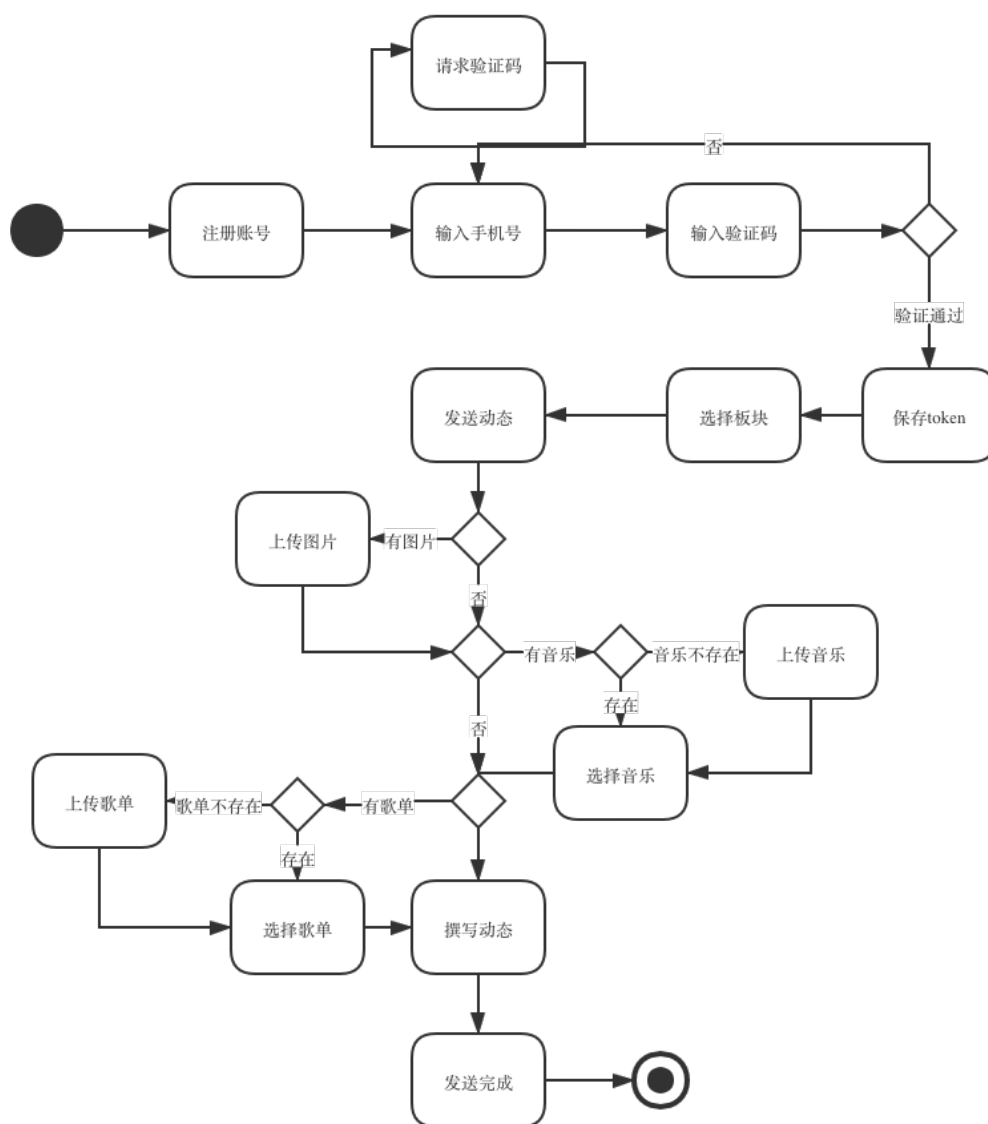 请求验证码
否
注册账号
输入手机号
输入验证码
验证通过
发送动态
选择板块
保存token
上传图片
有图片
否
有音乐
音乐不存在
上传音乐
存在
否
选择音乐
上传歌单
歌单不存在
有歌单
存在
选择歌单
撰写动态
发送完成